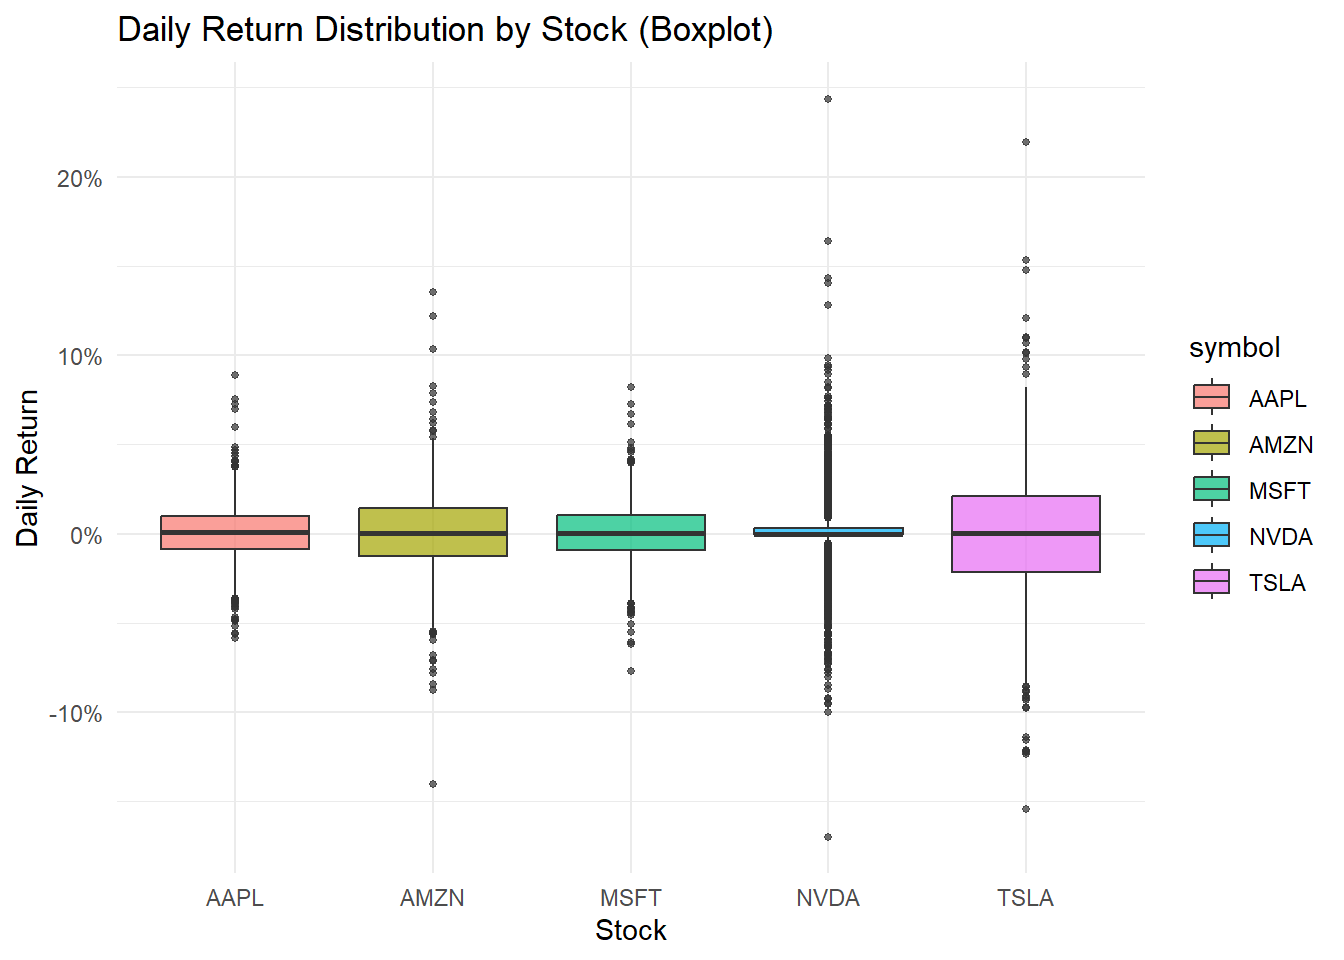 Daily Return Distribution by Stock (Boxplot)
20%
10%
0%
-10%
Daily Return
AAPL
AMZN
MSFT
NVDA
TSLA
Stock
symbol
AAPL
AMZN
MSFT
NVDA
TSLA